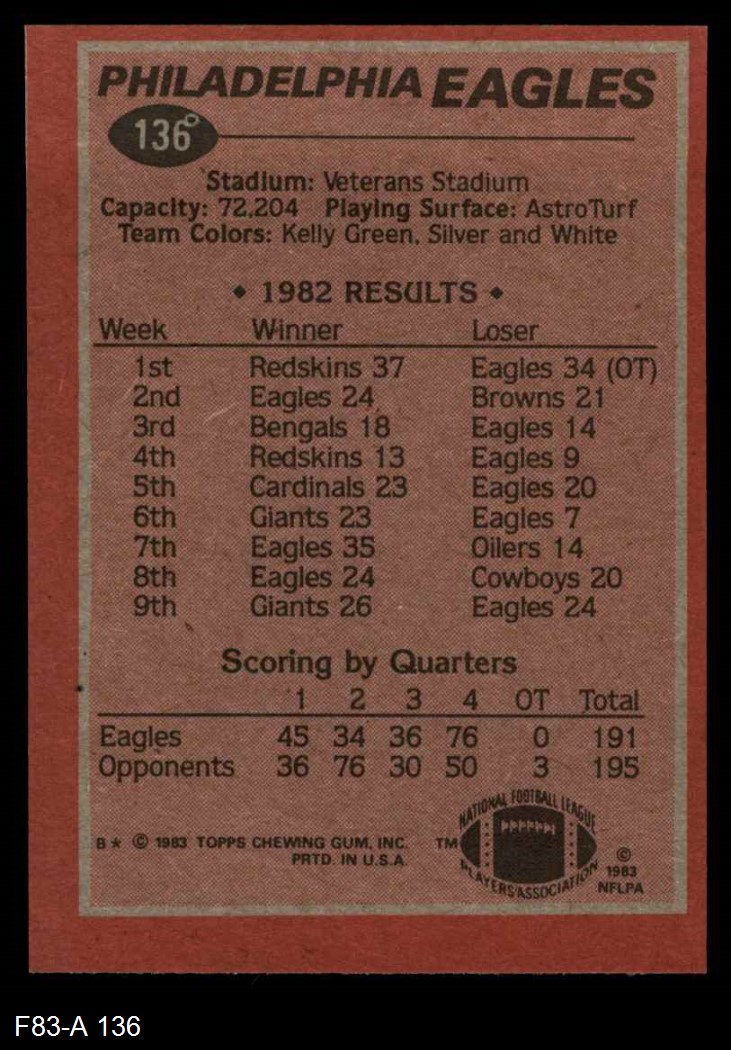 PHILADELPHIA EAGLES
136
Stadium: Veterans Stadium
Capacity: 72,204 Playing Surface: AstroTurf
Team Colors: Kelly Green, Silver and White
◆ 1982 RESULTS ◆
Week Winner Loser
1st Redskins 37 Eagles 34 (OT)
2nd Eagles 24 Browns 21
3rd Bengals 18 Eagles 14
4th Redskins 13 Eagles 9
5th Cardinals 23 Eagles 20
6th Giants 23 Eagles 7
7th Eagles 35 Oilers 14
8th Eagles 24 Cowboys 20
9th Giants 26 Eagles 24
Scoring by Quarters
1 2 3 4 OT Total
Eagles 45 34 36 76 0 191
Opponents 36 76 30 50 3 195
B* © 1983 TOPPS CHEWING GUM, INC.
PRTD. IN U.S.A.
TM
NATIONAL FOOTBALL LEAGUE
PLAYERS ASSOCIATION
©
1983
NFLPA
F83-A 136